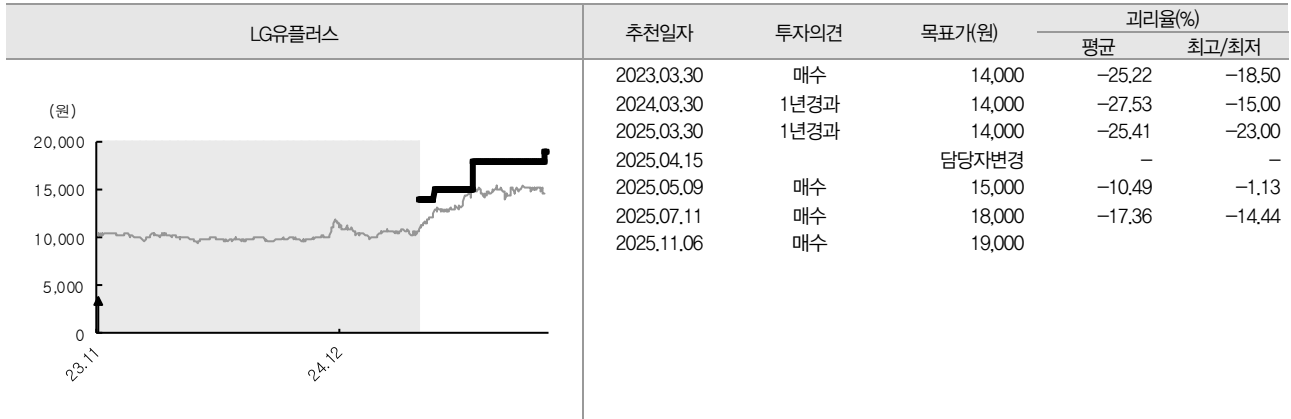 LG유플러스
(원)
20,000
15,000
10,000
5,000
0
23.11
24.12
추천일자 투자의견 목표가(원) 괴리율(%)
평균 최고/최저
2023.03.30 매수 14,000 -25.22 -18.50
2024.03.30 1년경과 14,000 -27.53 -15.00
2025.03.30 1년경과 14,000 -25.41 -23.00
2025.04.15 담당자변경 - -
2025.05.09 매수 15,000 -10.49 -1.13
2025.07.11 매수 18,000 -17.36 -14.44
2025.11.06 매수 19,000